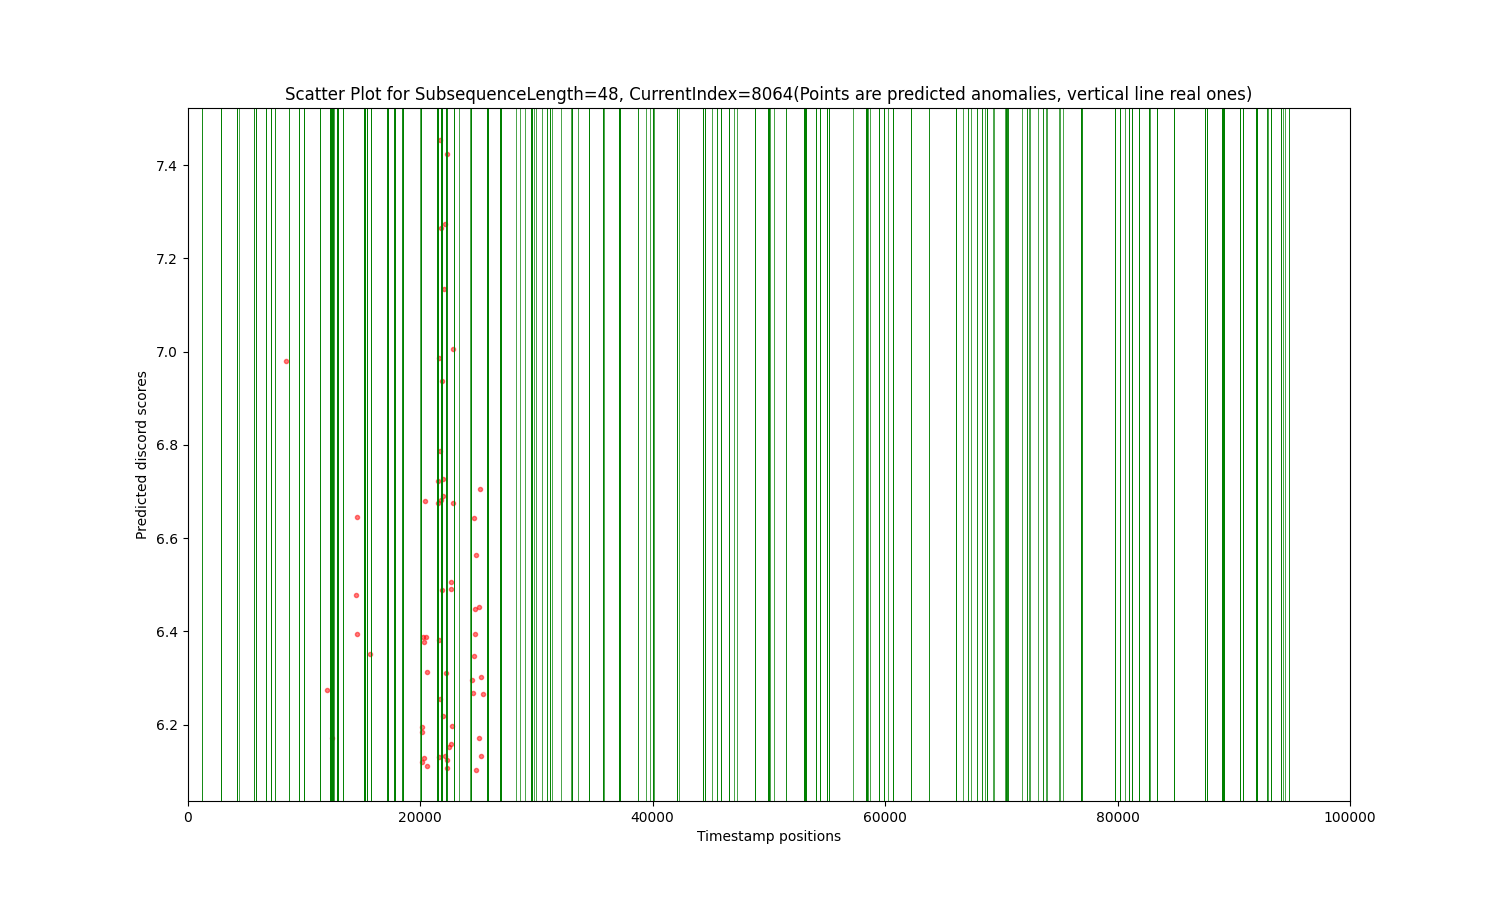 Scatter Plot for SubsequenceLength=48, CurrentIndex=8064(Points are predicted anomalies, vertical line real ones)
7.4
7.2
7.0
6.8
6.6
6.4
6.2
Predicted discord scores
0 20000 40000 60000 80000 100000
Timestamp positions